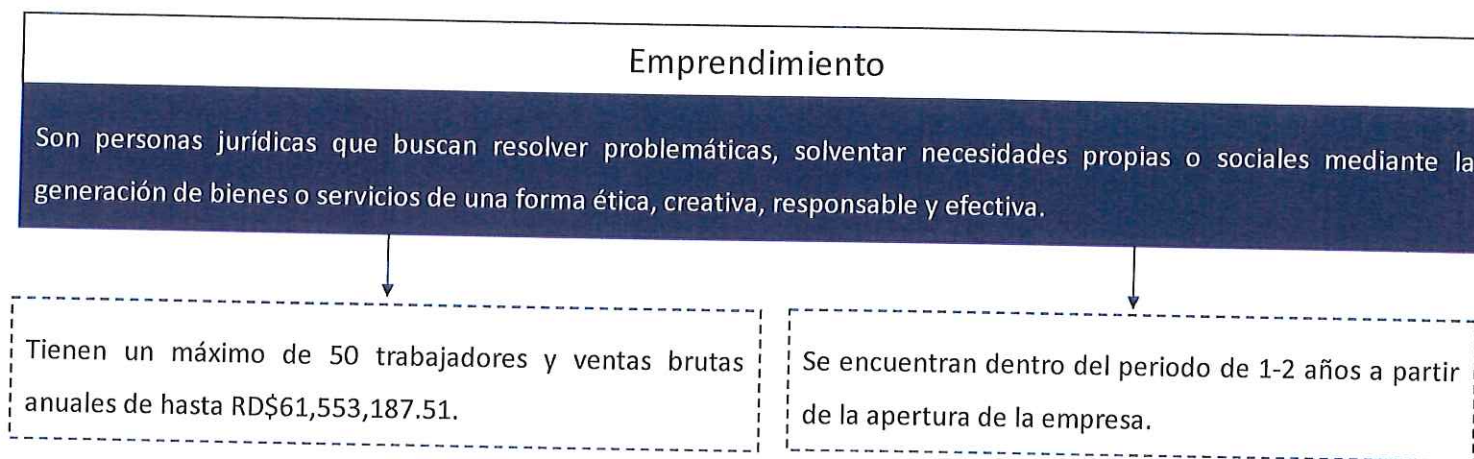 Emprendimiento
Son personas jurídicas que buscan resolver problemáticas, solventar necesidades propias o sociales mediante la
generación de bienes o servicios de una forma ética, creativa, responsable y efectiva.
Tienen un máximo de 50 trabajadores y ventas brutas
anuales de hasta RD$61,553,187.51.
Se encuentran dentro del periodo de 1-2 años a partir
de la apertura de la empresa.